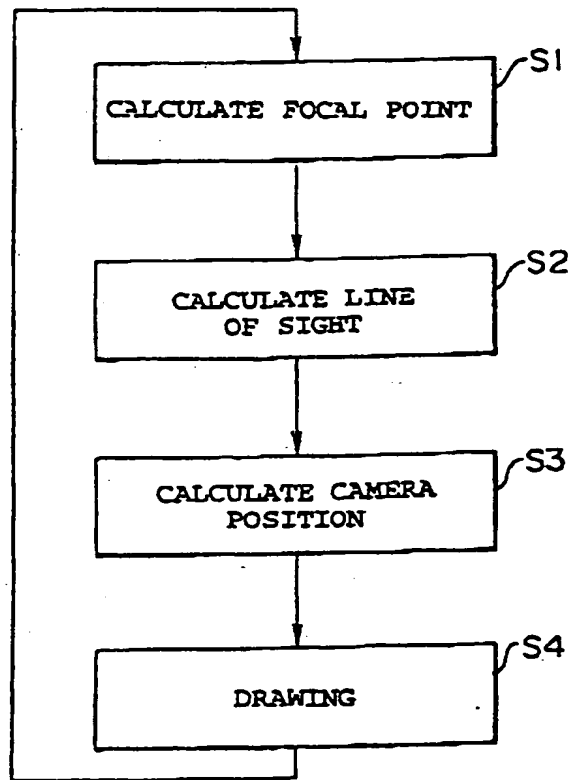 S1
CALCULATE FOCAL POINT
S2
CALCULATE LINE
OF SIGHT
S3
CALCULATE CAMERA
POSITION
S4
DRAWING